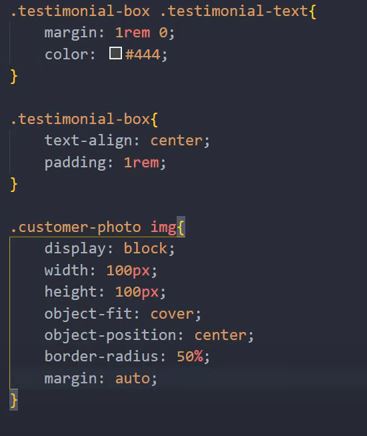 .testimonial-box .testimonial-text{
    margin: 1rem 0;
    color: #444;
}

.testimonial-box{
    text-align: center;
    padding: 1rem;
}

.customer-photo img{
    display: block;
    width: 100px;
    height: 100px;
    object-fit: cover;
    object-position: center;
    border-radius: 50%;
    margin: auto;
}